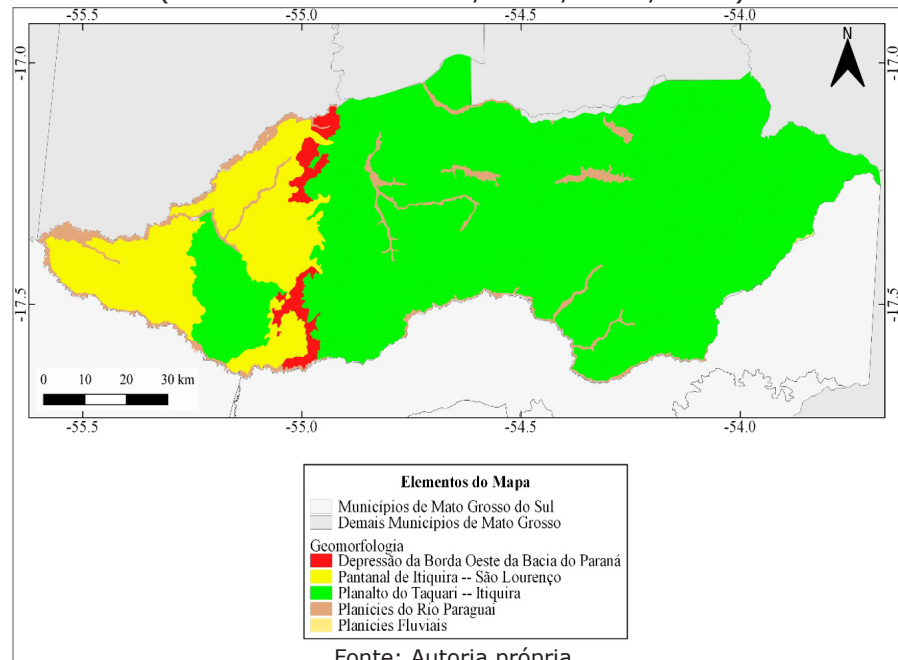 -55.5 -55.0 -54.5 -54.0
N
-17.0 -17.0
-17.5 -17.5
0 10 20 30 km
-55.5 -55.0 -54.5 -54.0
Elementos do Mapa
Municípios de Mato Grosso do Sul
Demais Municípios de Mato Grosso
Geomorfologia
Depressão da Borda Oeste da Bacia do Paraná
Pantanal de Itiquira -- São Lourenço
Planalto do Taquari -- Itiquira
Planícies do Rio Paraguai
Planícies Fluviais
Fonte: Autoria própria